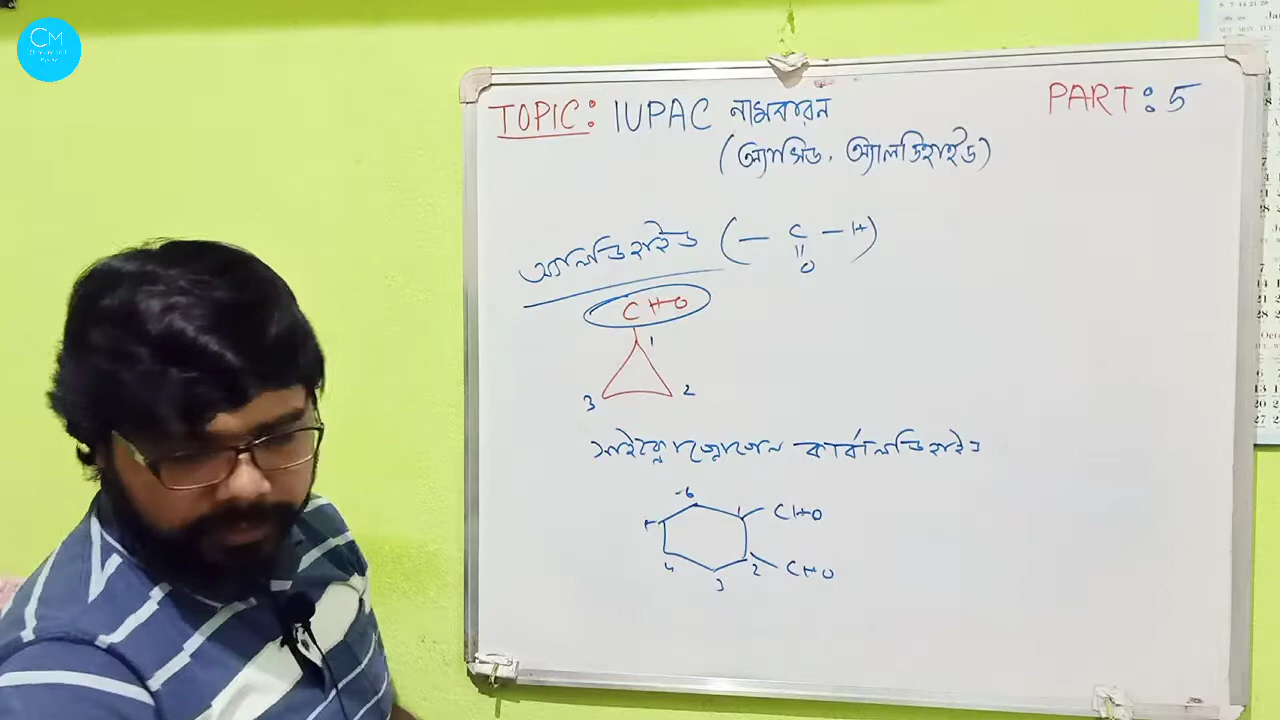 CM
TOPIC: IUPAC নামকরন PART: 5
(অ্যাসিড, অ্যালডিহাইড)
অ্যালডিহাইড (— C — H)
=
O
CHO
1
3 2
সাইক্লোপ্রোপেন কার্বালডিহাইড
6
1 CHO
5
4 2 CHO
3